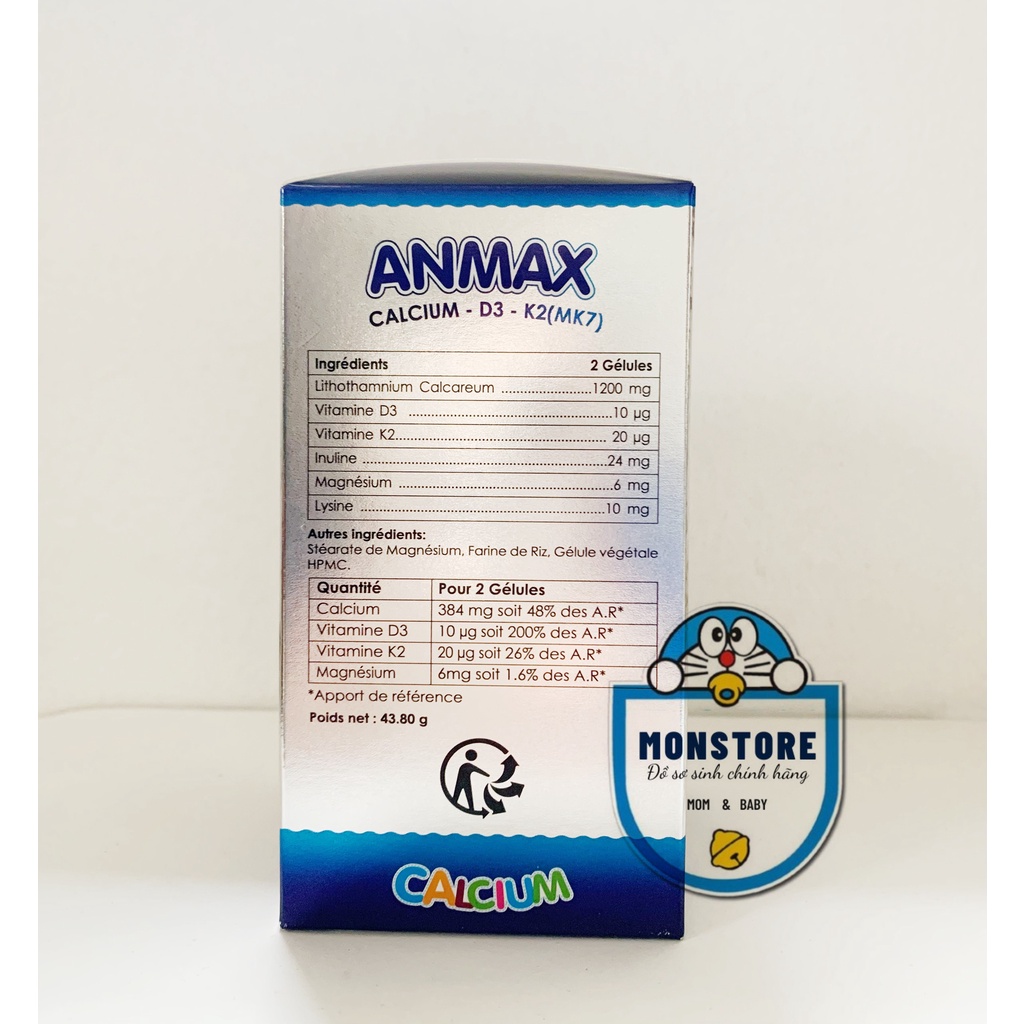 ANMAX
CALCIUM - D3 - K2(MK7)
Ingrédients 2 Gélules
Lithothamnium Calcareum ........................1200 mg
Vitamine D3 .....................................................10 µg
Vitamine K2....................................................... 20 µg
Inuline ................................................................24 mg
Magnésium ........................................................6 mg
Lysine .................................................................10 mg
Autres ingrédients:
Stéarate de Magnésium, Farine de Riz, Gélule végétale
HPMC.
Quantité Pour 2 Gélules
Calcium 384 mg soit 48% des A.R*
Vitamine D3 10 µg soit 200% des A.R*
Vitamine K2 20 µg soit 26% des A.R*
Magnésium 6mg soit 1.6% des A.R*
*Apport de référence
Poids net : 43.80 g
CALCIUM
MONSTORE
Đồ sơ sinh chính hãng
MOM & BABY